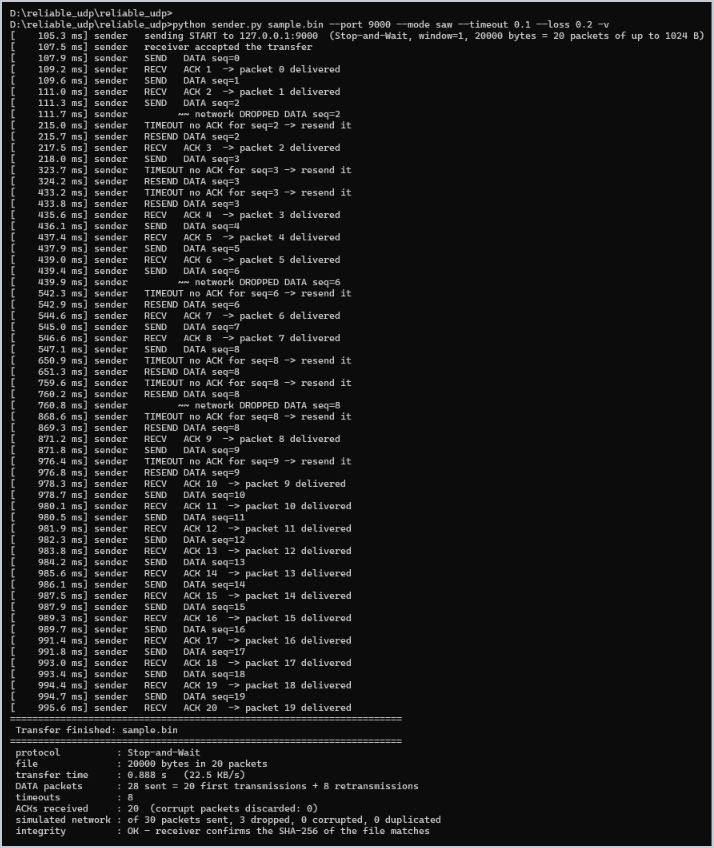 D:\reliable_udp\reliable_udp>
D:\reliable_udp\reliable_udp>python sender.py sample.bin --port 9000 --mode saw --timeout 0.1 --loss 0.2 -v
[    105.3 ms] sender   sending START to 127.0.0.1:9000  (Stop-and-Wait, window=1, 20000 bytes = 20 packets of up to 1024 B)
[    107.5 ms] sender   receiver accepted the transfer
[    107.9 ms] sender   SEND   DATA seq=0
[    109.2 ms] sender   RECV   ACK 1  -> packet 0 delivered
[    109.6 ms] sender   SEND   DATA seq=1
[    111.0 ms] sender   RECV   ACK 2  -> packet 1 delivered
[    111.3 ms] sender   SEND   DATA seq=2
[    111.7 ms] sender         ~~ network DROPPED DATA seq=2
[    215.0 ms] sender   TIMEOUT no ACK for seq=2 -> resend it
[    215.7 ms] sender   RESEND DATA seq=2
[    217.5 ms] sender   RECV   ACK 3  -> packet 2 delivered
[    218.0 ms] sender   SEND   DATA seq=3
[    323.7 ms] sender   TIMEOUT no ACK for seq=3 -> resend it
[    324.2 ms] sender   RESEND DATA seq=3
[    433.2 ms] sender   TIMEOUT no ACK for seq=3 -> resend it
[    433.8 ms] sender   RESEND DATA seq=3
[    435.6 ms] sender   RECV   ACK 4  -> packet 3 delivered
[    436.1 ms] sender   SEND   DATA seq=4
[    437.4 ms] sender   RECV   ACK 5  -> packet 4 delivered
[    437.9 ms] sender   SEND   DATA seq=5
[    439.0 ms] sender   RECV   ACK 6  -> packet 5 delivered
[    439.4 ms] sender   SEND   DATA seq=6
[    439.9 ms] sender         ~~ network DROPPED DATA seq=6
[    542.3 ms] sender   TIMEOUT no ACK for seq=6 -> resend it
[    542.9 ms] sender   RESEND DATA seq=6
[    544.6 ms] sender   RECV   ACK 7  -> packet 6 delivered
[    545.0 ms] sender   SEND   DATA seq=7
[    546.6 ms] sender   RECV   ACK 8  -> packet 7 delivered
[    547.1 ms] sender   SEND   DATA seq=8
[    650.9 ms] sender   TIMEOUT no ACK for seq=8 -> resend it
[    651.3 ms] sender   RESEND DATA seq=8
[    759.6 ms] sender   TIMEOUT no ACK for seq=8 -> resend it
[    760.2 ms] sender   RESEND DATA seq=8
[    760.8 ms] sender         ~~ network DROPPED DATA seq=8
[    868.6 ms] sender   TIMEOUT no ACK for seq=8 -> resend it
[    869.3 ms] sender   RESEND DATA seq=8
[    871.2 ms] sender   RECV   ACK 9  -> packet 8 delivered
[    871.8 ms] sender   SEND   DATA seq=9
[    976.4 ms] sender   TIMEOUT no ACK for seq=9 -> resend it
[    976.8 ms] sender   RESEND DATA seq=9
[    978.3 ms] sender   RECV   ACK 10  -> packet 9 delivered
[    978.7 ms] sender   SEND   DATA seq=10
[    980.1 ms] sender   RECV   ACK 11  -> packet 10 delivered
[    980.5 ms] sender   SEND   DATA seq=11
[    981.9 ms] sender   RECV   ACK 12  -> packet 11 delivered
[    982.3 ms] sender   SEND   DATA seq=12
[    983.8 ms] sender   RECV   ACK 13  -> packet 12 delivered
[    984.2 ms] sender   SEND   DATA seq=13
[    985.6 ms] sender   RECV   ACK 14  -> packet 13 delivered
[    986.1 ms] sender   SEND   DATA seq=14
[    987.5 ms] sender   RECV   ACK 15  -> packet 14 delivered
[    987.9 ms] sender   SEND   DATA seq=15
[    989.3 ms] sender   RECV   ACK 16  -> packet 15 delivered
[    989.7 ms] sender   SEND   DATA seq=16
[    991.4 ms] sender   RECV   ACK 17  -> packet 16 delivered
[    991.8 ms] sender   SEND   DATA seq=17
[    993.0 ms] sender   RECV   ACK 18  -> packet 17 delivered
[    993.4 ms] sender   SEND   DATA seq=18
[    994.4 ms] sender   RECV   ACK 19  -> packet 18 delivered
[    994.7 ms] sender   SEND   DATA seq=19
[    995.6 ms] sender   RECV   ACK 20  -> packet 19 delivered
======================================================================
 Transfer finished: sample.bin
======================================================================
 protocol          : Stop-and-Wait
 file              : 20000 bytes in 20 packets
 transfer time     : 0.888 s   (22.5 KB/s)
 DATA packets      : 28 sent = 20 first transmissions + 8 retransmissions
 timeouts          : 8
 ACKs received     : 20  (corrupt packets discarded: 0)
 simulated network : of 30 packets sent, 3 dropped, 0 corrupted, 0 duplicated
 integrity         : OK - receiver confirms the SHA-256 of the file matches